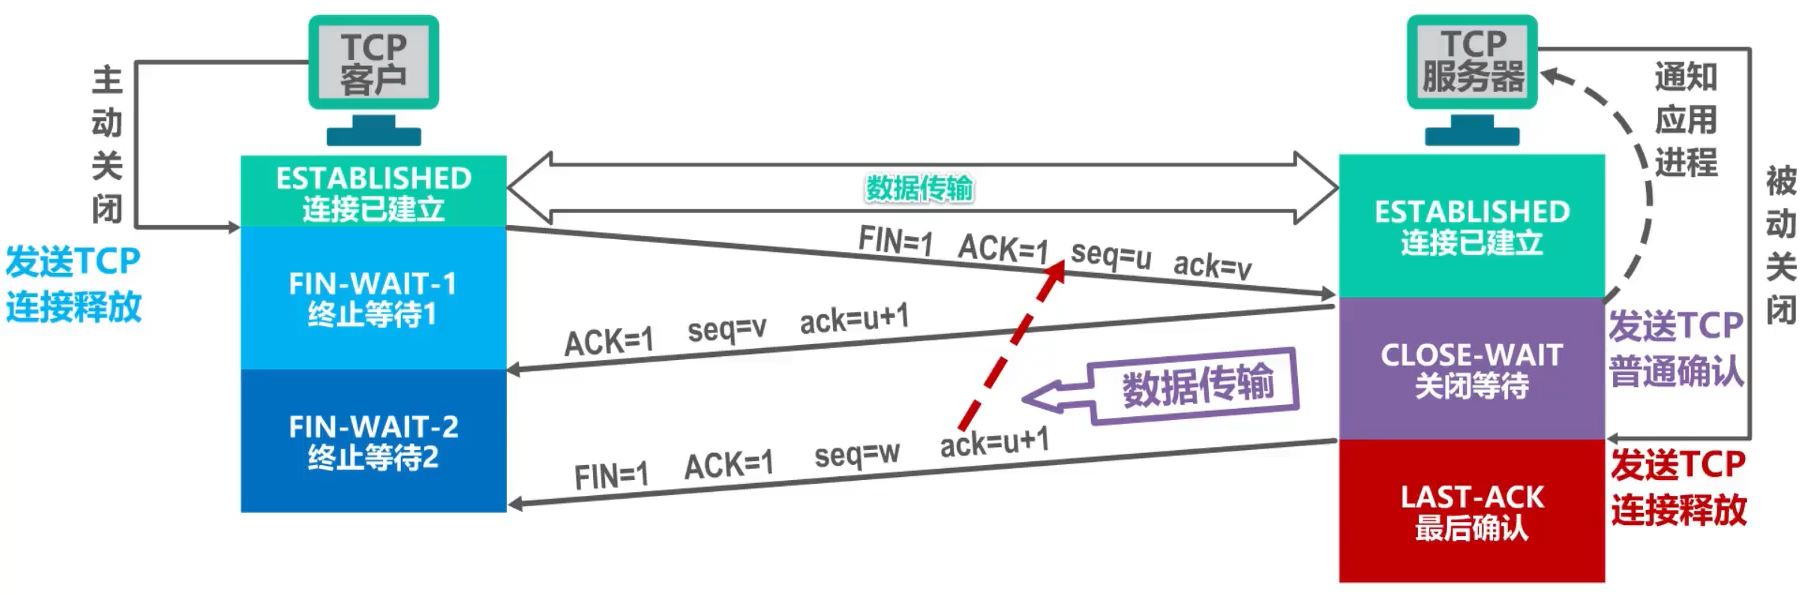 TCP
客户
TCP
服务器
主动关闭
通知
应用
进程
被动关闭
ESTABLISHED
连接已建立
数据传输
ESTABLISHED
连接已建立
FIN=1 ACK=1 seq=u ack=v
发送TCP
连接释放
FIN-WAIT-1
终止等待1
ACK=1 seq=v ack=u+1
发送TCP
普通确认
CLOSE-WAIT
关闭等待
数据传输
FIN-WAIT-2
终止等待2
FIN=1 ACK=1 seq=w ack=u+1
发送TCP
连接释放
LAST-ACK
最后确认